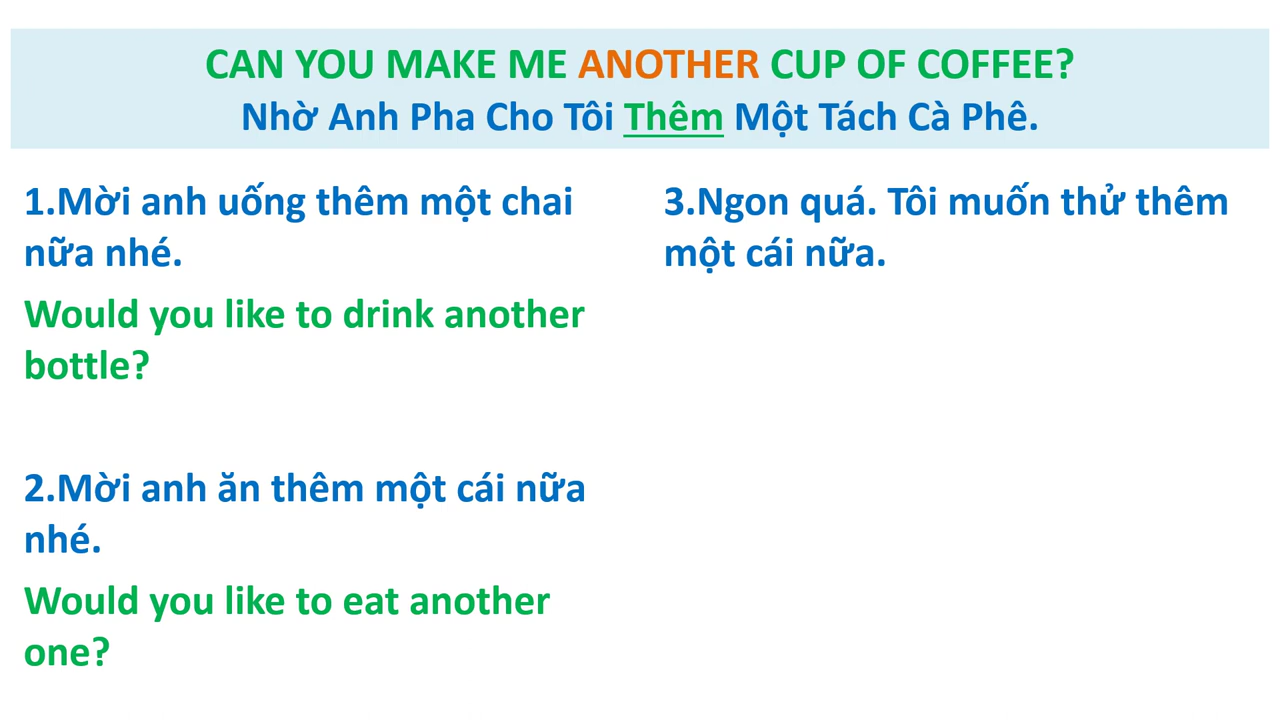 CAN YOU MAKE ME ANOTHER CUP OF COFFEE?
Nhờ Anh Pha Cho Tôi Thêm Một Tách Cà Phê.
1.Mời anh uống thêm một chai
nữa nhé.
Would you like to drink another
bottle?
2.Mời anh ăn thêm một cái nữa
nhé.
Would you like to eat another
one?
3.Ngon quá. Tôi muốn thử thêm
một cái nữa.